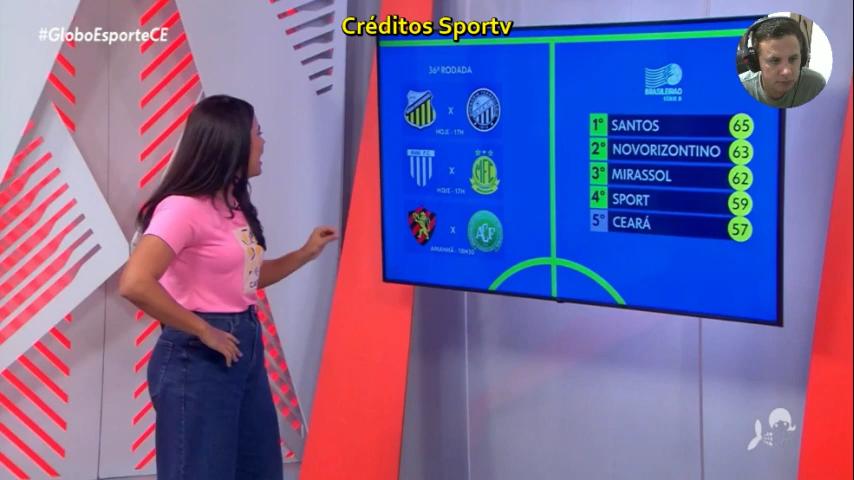 Créditos Sportv
#GloboEsporteCE
36ª RODADA
X
HOJE - 17H
X
HOJE - 17H
X
AMANHÃ - 18H30
BRASILEIRÃO
SÉRIE B
1º SANTOS 65
2º NOVORIZONTINO 63
3º MIRASSOL 62
4º SPORT 59
5º CEARÁ 57